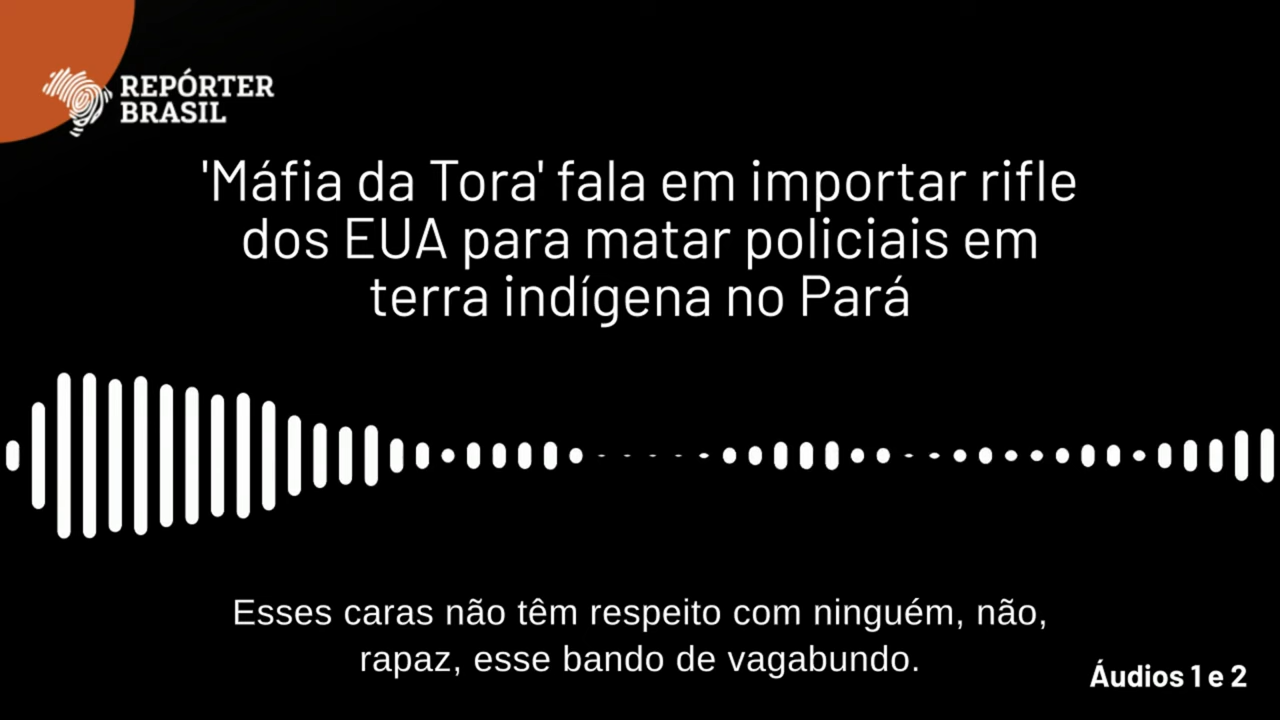 REPÓRTER
BRASIL
'Máfia da Tora' fala em importar rifle
dos EUA para matar policiais em
terra indígena no Pará
Esses caras não têm respeito com ninguém, não,
rapaz, esse bando de vagabundo.
Áudios 1 e 2